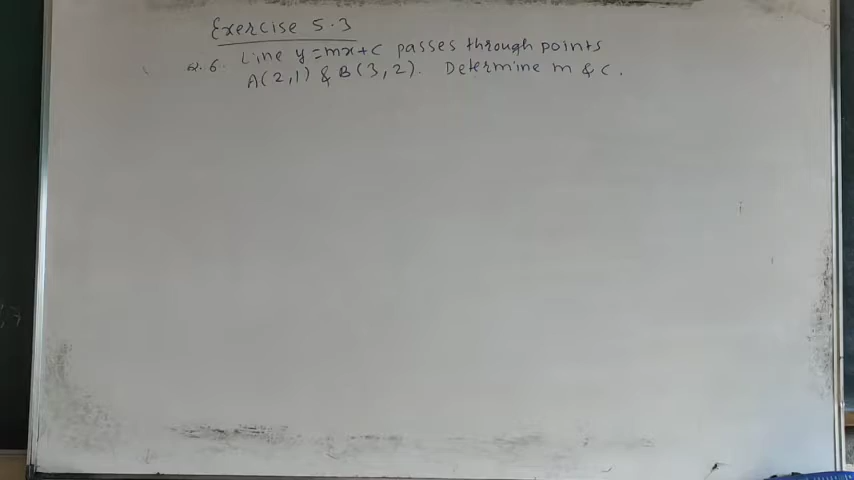 Exercise 5.3
Q.6. Line y=mx+c passes through points
A(2,1) & B(3,2). Determine m & c.